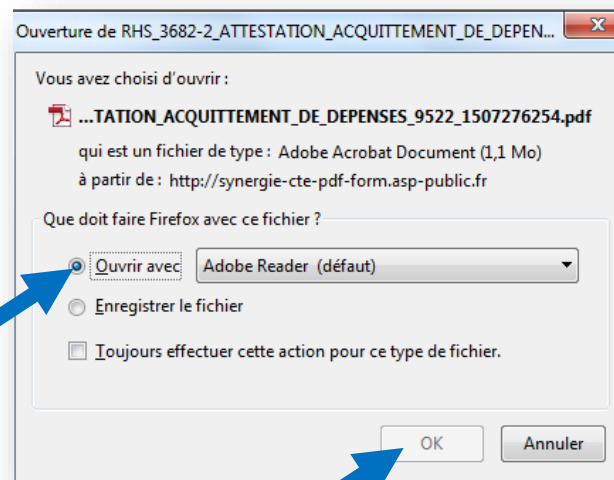 Ouverture de RHS_3682-2_ATTESTATION_ACQUITTEMENT_DE_DEPEN...
Vous avez choisi d'ouvrir :
...TATION_ACQUITTEMENT_DE_DEPENSES_9522_1507276254.pdf
qui est un fichier de type : Adobe Acrobat Document (1,1 Mo)
à partir de : http://synergie-cte-pdf-form.asp-public.fr
Que doit faire Firefox avec ce fichier ?
Ouvrir avec Adobe Reader (défaut)
Enregistrer le fichier
Toujours effectuer cette action pour ce type de fichier.
OK Annuler